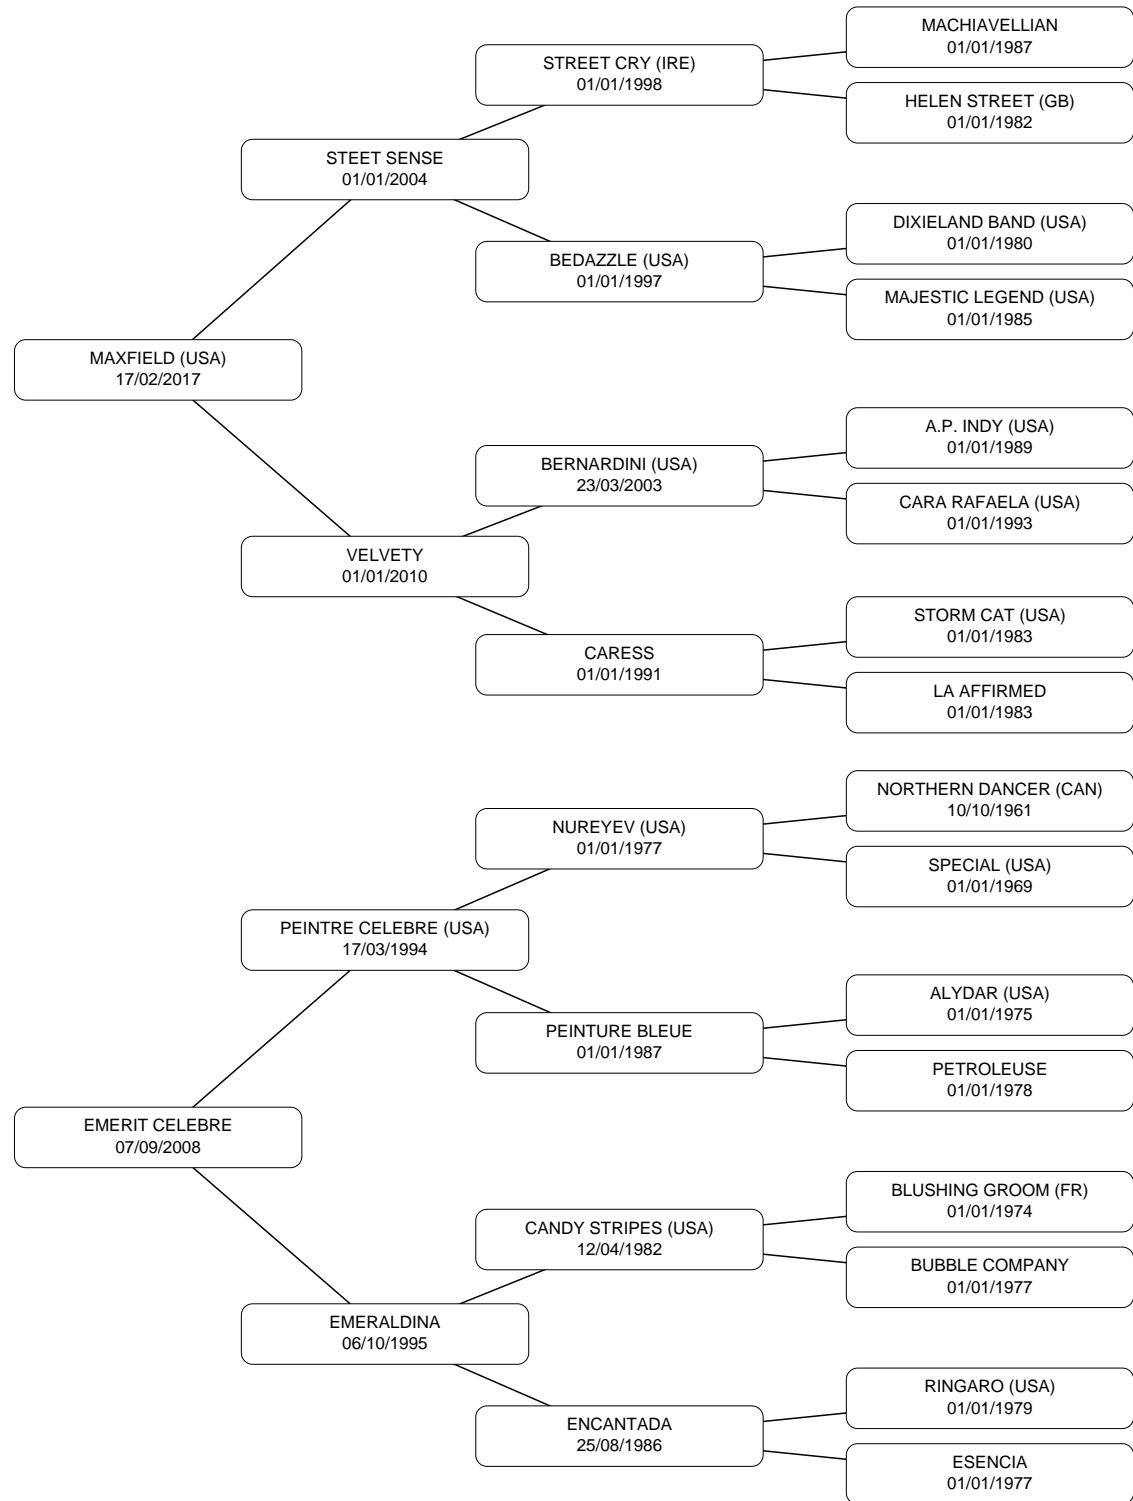 MACHIAVELLIAN
01/01/1987
STREET CRY (IRE)
01/01/1998
HELEN STREET (GB)
01/01/1982
STEET SENSE
01/01/2004
DIXIELAND BAND (USA)
01/01/1980
BEDAZZLE (USA)
01/01/1997
MAJESTIC LEGEND (USA)
01/01/1985
MAXFIELD (USA)
17/02/2017
A.P. INDY (USA)
01/01/1989
BERNARDINI (USA)
23/03/2003
CARA RAFAELA (USA)
01/01/1993
VELVETY
01/01/2010
STORM CAT (USA)
01/01/1983
CARESS
01/01/1991
LA AFFIRMED
01/01/1983
NORTHERN DANCER (CAN)
10/10/1961
NUREYEV (USA)
01/01/1977
SPECIAL (USA)
01/01/1969
PEINTRE CELEBRE (USA)
17/03/1994
ALYDAR (USA)
01/01/1975
PEINTURE BLEUE
01/01/1987
PETROLEUSE
01/01/1978
EMERIT CELEBRE
07/09/2008
BLUSHING GROOM (FR)
01/01/1974
CANDY STRIPES (USA)
12/04/1982
BUBBLE COMPANY
01/01/1977
EMERALDINA
06/10/1995
RINGARO (USA)
01/01/1979
ENCANTADA
25/08/1986
ESENCIA
01/01/1977